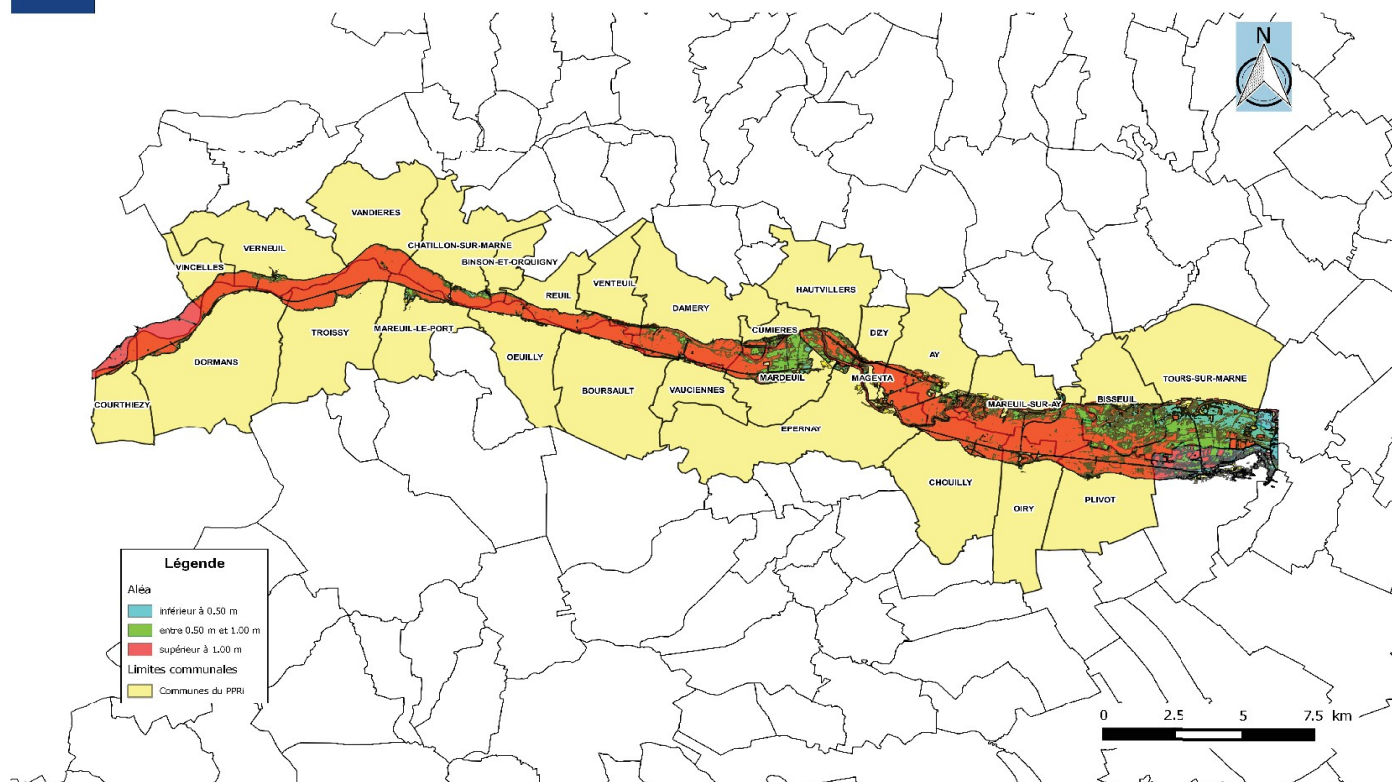 N
VANDIERES
CHATILLON-SUR-MARNE
VERNEUIL
BINSON-ET-ORQUIGNY
VINCELLES
REUIL
VENTEUIL
HAUTVILLERS
DAMERY
CUMIERES
DIZY
TROISSY
MAREUIL-LE-PORT
AY
OEUILLY
DORMANS
MARDEUIL
MAGENTA
TOURS-SUR-MARNE
BOURSAULT
VAUCIENNES
BISSEUIL
MAREUIL-SUR-AY
COURTHIEZY
EPERNAY
CHOUILLY
PLIVOT
OIRY
Légende
Aléa
inférieur à 0.50 m
entre 0.50 m et 1.00 m
supérieur à 1.00 m
Limites communales
Communes du PPRi
0 2.5 5 7.5 km